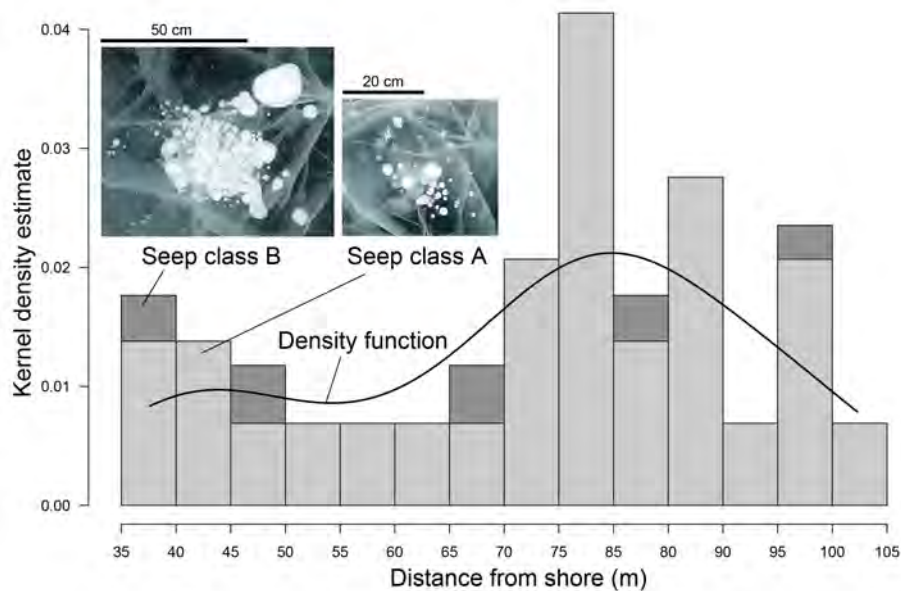 0.04
0.03
0.02
0.01
0.00
Kernel density estimate
50 cm
20 cm
Seep class B
Seep class A
Density function
35 40 45 50 55 65 65 70 75 85 80 90 95 100 105
Distance from shore (m)